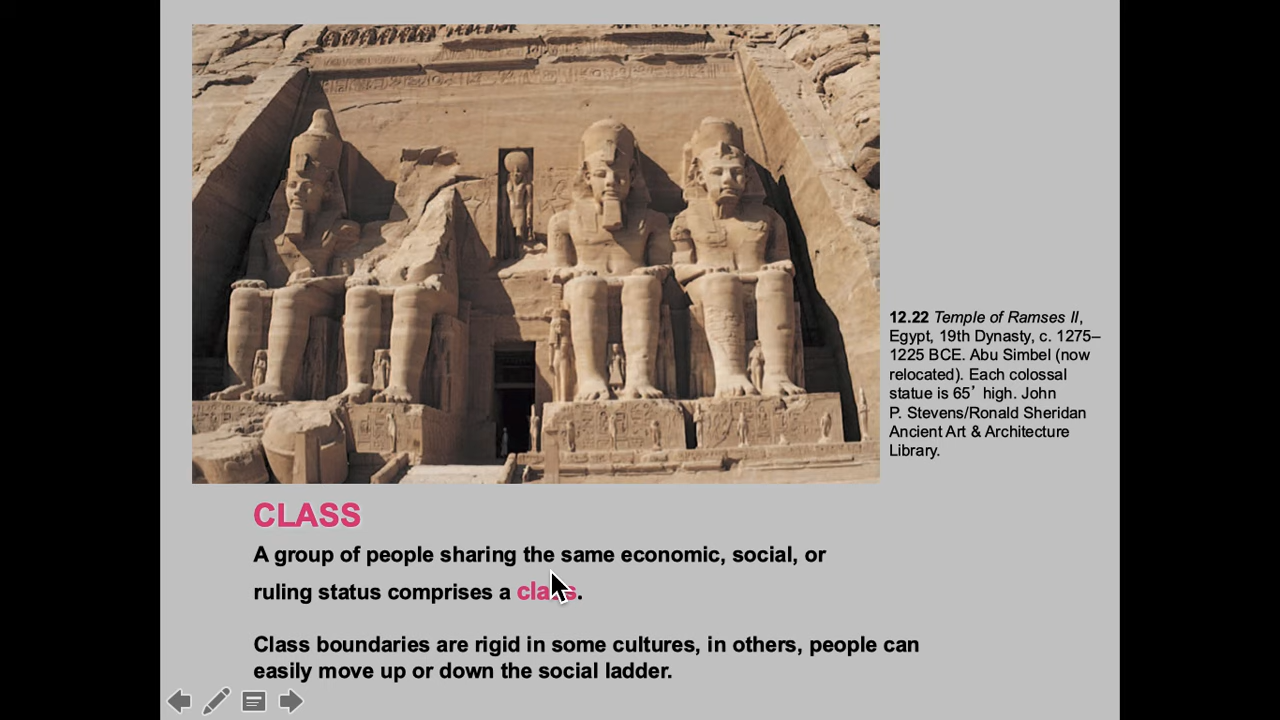 12.22 Temple of Ramses II,
Egypt, 19th Dynasty, c. 1275–
1225 BCE. Abu Simbel (now
relocated). Each colossal
statue is 65’ high. John
P. Stevens/Ronald Sheridan
Ancient Art & Architecture
Library.
CLASS
A group of people sharing the same economic, social, or
ruling status comprises a class.
Class boundaries are rigid in some cultures, in others, people can
easily move up or down the social ladder.